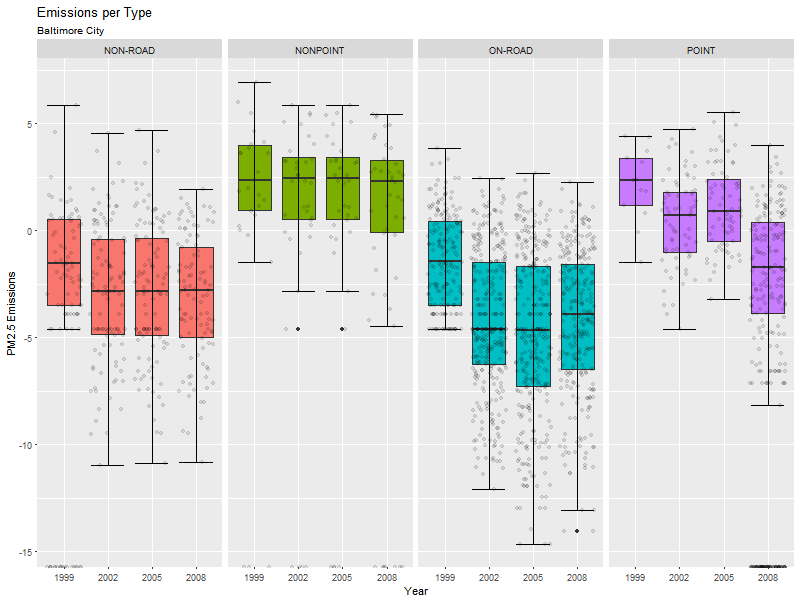 Emissions per Type
Baltimore City
NON-ROAD NONPOINT ON-ROAD POINT
5
0
-5
-10
-15
PM2.5 Emissions
1999 2002 2005 2008 1999 2002 2005 2008 1999 2002 2005 2008 1999 2002 2005 2008
Year